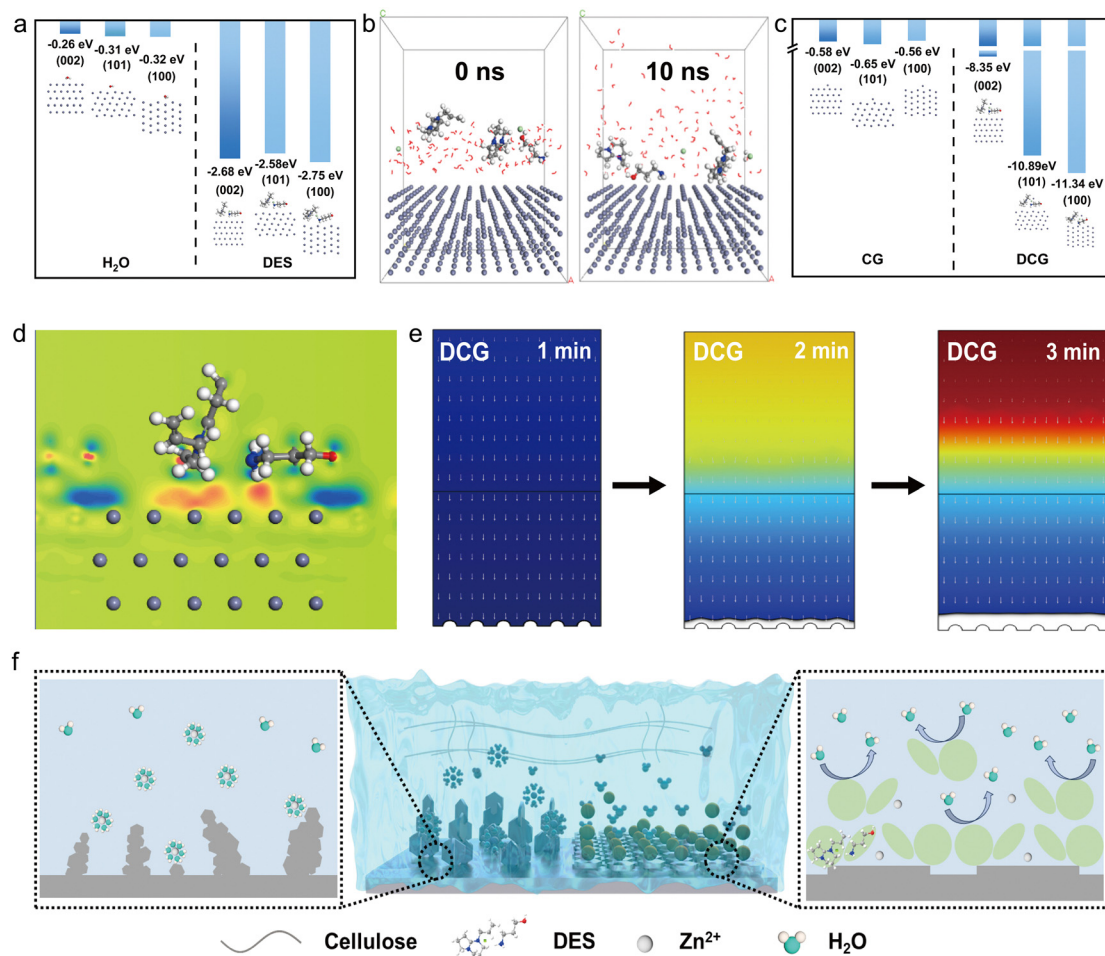 a
-0.26 eV
(002)
-0.31 eV
(101)
-0.32 eV
(100)
-2.68 eV
(002)
-2.58eV
(101)
-2.75 eV
(100)
H₂O
DES
b
C
0 ns
A
10 ns
A
c
-0.58 eV
(002)
-0.65 eV
(101)
-0.56 eV
(100)
-8.35 eV
(002)
-10.89eV
(101)
-11.34 eV
(100)
CG
DCG
d
e
DCG 1 min
DCG 2 min
DCG 3 min
f
Cellulose
DES
Zn²⁺
H₂O